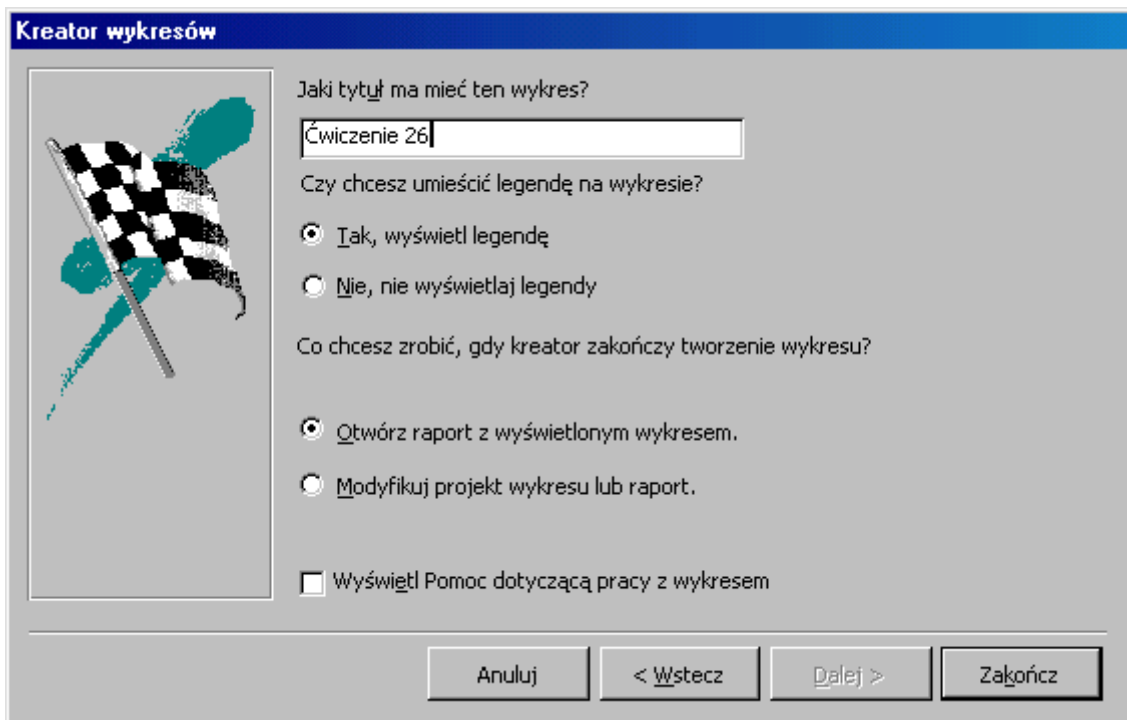 Kreator wykresów
Jaki tytuł ma mieć ten wykres?
Ćwiczenie 26
Czy chcesz umieścić legendę na wykresie?
Tak, wyświetl legendę
Nie, nie wyświetlaj legendy
Co chcesz zrobić, gdy kreator zakończy tworzenie wykresu?
Otwórz raport z wyświetlonym wykresem.
Modyfikuj projekt wykresu lub raport.
Wyświetl Pomoc dotyczącą pracy z wykresem
Anuluj < Wstecz Dalej > Zakończ